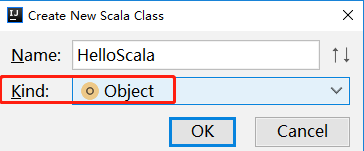 Create New Scala Class
Name: HelloScala
Kind: Object
OK Cancel